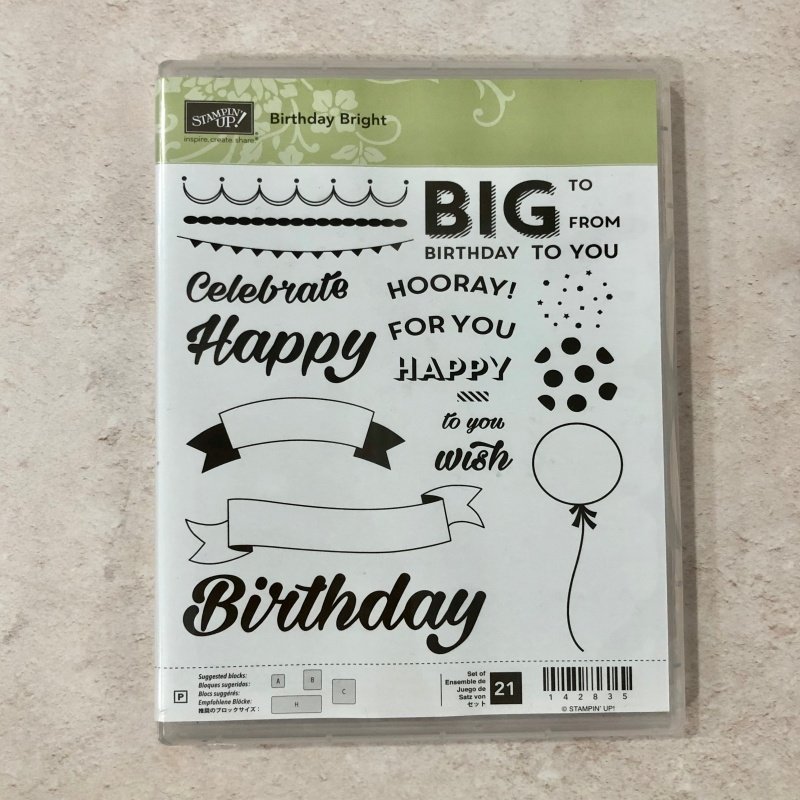 STAMPIN' UP!
inspire. create. share.®
Birthday Bright
BIG TO
FROM
BIRTHDAY TO YOU
Celebrate
HOORAY!
Happy
FOR YOU
HAPPY
to you
wish
Birthday
P
Suggested blocks:
Bloques sugeridos:
Blocs suggérés:
Empfohlene Blöcke:
推奨のブロックサイズ：
A
B
C
H
Set of
Ensemble de
Juego de
Satz von
セット
21
142835
© STAMPIN' UP!